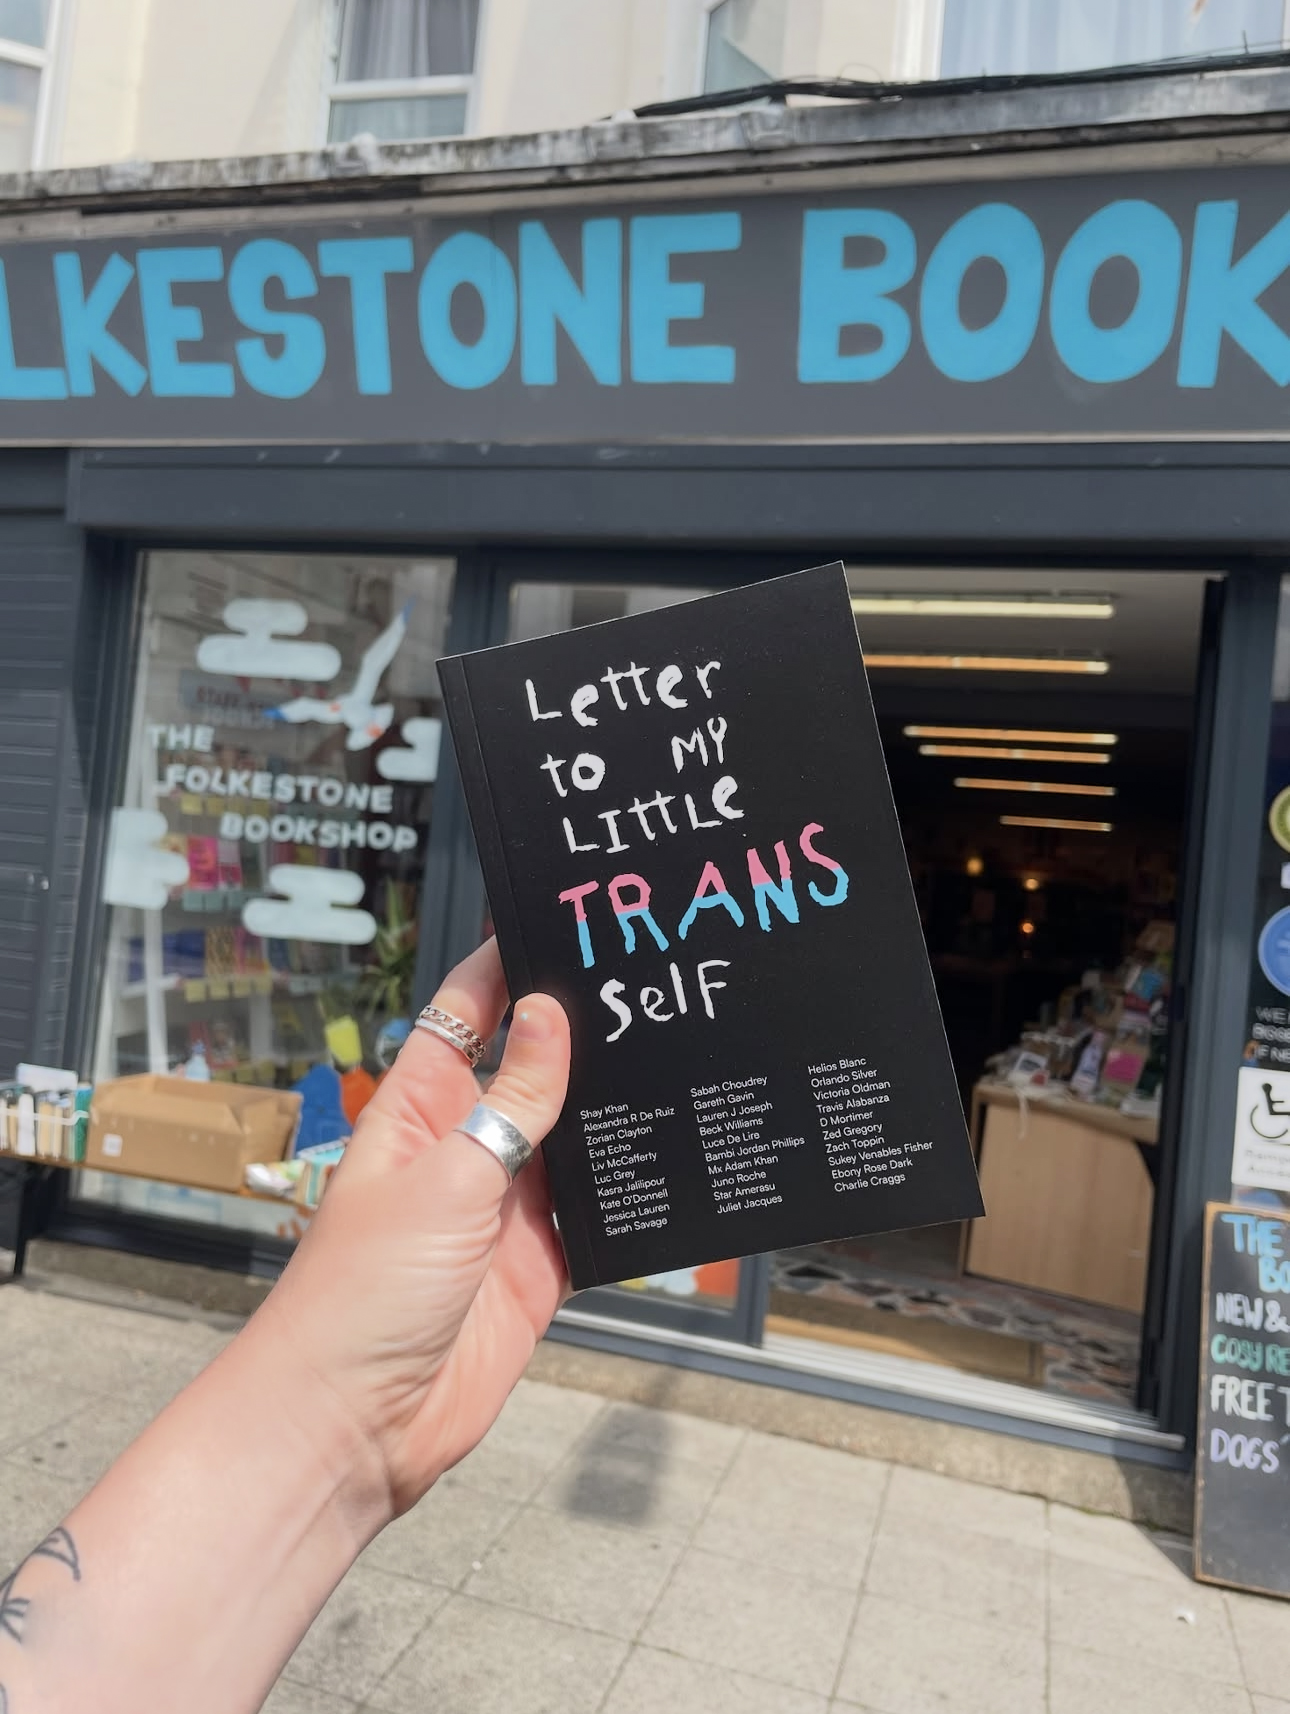 LKESTONE BOOK
THE
FOLKESTONE
BOOKSHOP
Letter
to MY
LITTLe
TRANS
self
Shay Khan
Alexandra R De Ruiz
Zorian Clayton
Eva Echo
Liv McCafferty
Luc Grey
Kasra Jalilipour
Kate O'Donnell
Jessica Lauren
Sarah Savage
Sabah Choudrey
Gareth Gavin
Lauren J Joseph
Beck Williams
Luce De Lire
Bambi Jordan Phillips
Mx Adam Khan
Juno Roche
Star Amerasu
Juliet Jacques
Helios Blanc
Orlando Silver
Victoria Oldman
Travis Alabanza
D Mortimer
Zed Gregory
Zach Toppin
Sukey Venables Fisher
Ebony Rose Dark
Charlie Craggs
THE
BO
NEW &
COSY RE
FREE T
DOGS